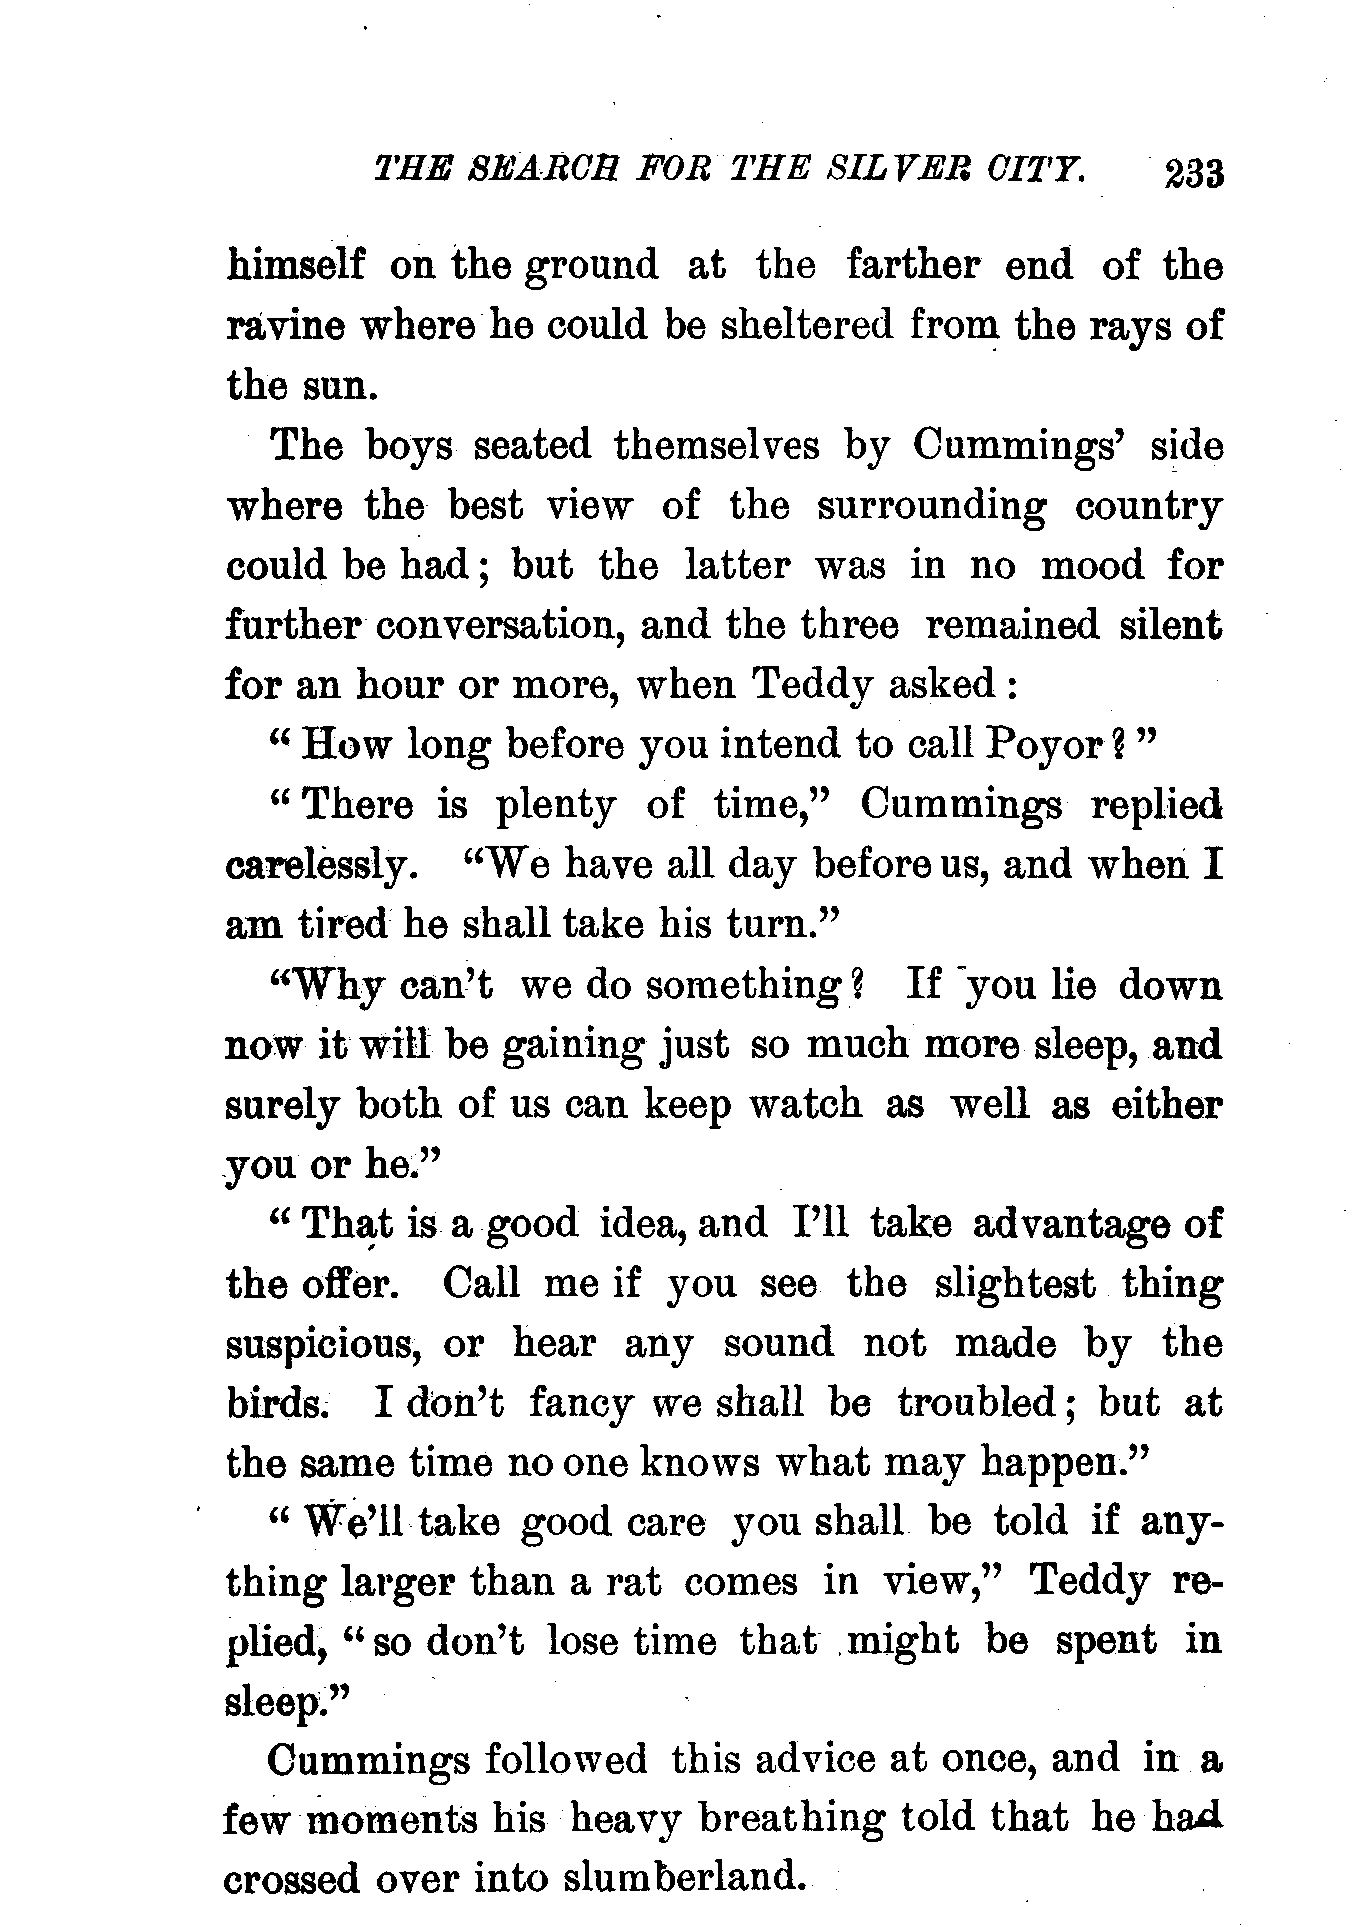 THE SEARCH FOR THE SILVER CITY. 233
himself on the ground at the farther end of the
ravine where he could be sheltered from the rays of
the sun.
The boys seated themselves by Cummings' side
where the best view of the surrounding country
could be had; but the latter was in no mood for
further conversation, and the three remained silent
for an hour or more, when Teddy asked:
"How long before you intend to call Poyor?"
"There is plenty of time," Cummings replied
carelessly. "We have all day before us, and when I
am tired he shall take his turn."
"Why can't we do something? If you lie down
now it will be gaining just so much more sleep, and
surely both of us can keep watch as well as either
you or he."
"That is a good idea, and I'll take advantage of
the offer. Call me if you see the slightest thing
suspicious, or hear any sound not made by the
birds. I don't fancy we shall be troubled; but at
the same time no one knows what may happen."
"We'll take good care you shall be told if any-
thing larger than a rat comes in view," Teddy re-
plied, "so don't lose time that might be spent in
sleep."
Cummings followed this advice at once, and in a
few moments his heavy breathing told that he had
crossed over into slumberland.